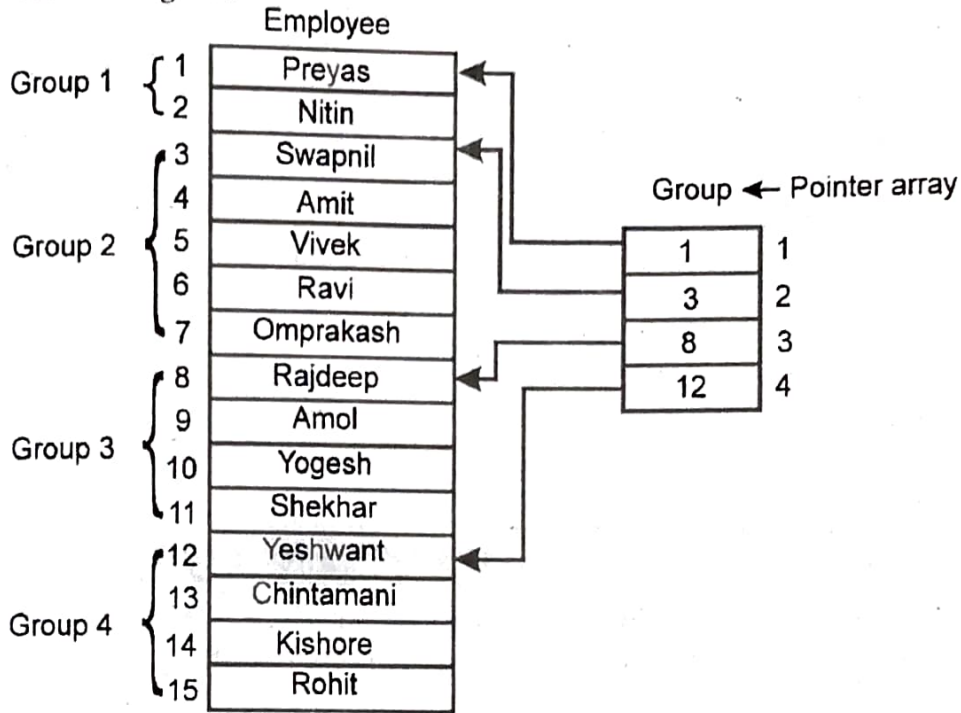 Employee
Group 1 { 1 Preyas
2 Nitin
Group 2 { 3 Swapnil
4 Amit
5 Vivek
6 Ravi
7 Omprakash
Group 3 { 8 Rajdeep
9 Amol
10 Yogesh
11 Shekhar
Group 4 { 12 Yeshwant
13 Chintamani
14 Kishore
15 Rohit
Group ← Pointer array
1 1
3 2
8 3
12 4